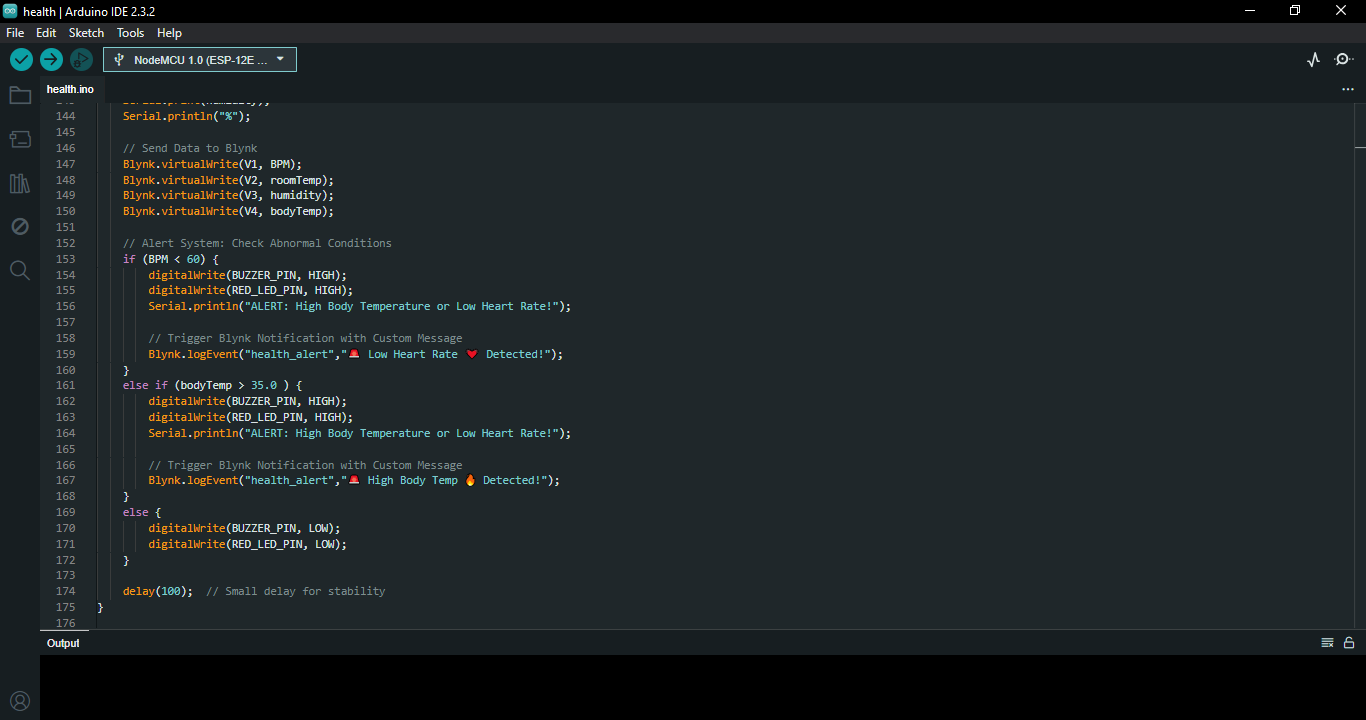 health | Arduino IDE 2.3.2
File Edit Sketch Tools Help
NodeMCU 1.0 (ESP-12E ...
health.ino
144 Serial.println("%");
145
146 // Send Data to Blynk
147 Blynk.virtualWrite(V1, BPM);
148 Blynk.virtualWrite(V2, roomTemp);
149 Blynk.virtualWrite(V3, humidity);
150 Blynk.virtualWrite(V4, bodyTemp);
151
152 // Alert System: Check Abnormal Conditions
153 if (BPM < 60) {
154 digitalWrite(BUZZER_PIN, HIGH);
155 digitalWrite(RED_LED_PIN, HIGH);
156 Serial.println("ALERT: High Body Temperature or Low Heart Rate!");
157
158 // Trigger Blynk Notification with Custom Message
159 Blynk.logEvent("health_alert","🚨 Low Heart Rate ❤️ Detected!");
160 }
161 else if (bodyTemp > 35.0 ) {
162 digitalWrite(BUZZER_PIN, HIGH);
163 digitalWrite(RED_LED_PIN, HIGH);
164 Serial.println("ALERT: High Body Temperature or Low Heart Rate!");
165
166 // Trigger Blynk Notification with Custom Message
167 Blynk.logEvent("health_alert","🚨 High Body Temp 🔥 Detected!");
168 }
169 else {
170 digitalWrite(BUZZER_PIN, LOW);
171 digitalWrite(RED_LED_PIN, LOW);
172 }
173
174 delay(100); // Small delay for stability
175 }
176
Output